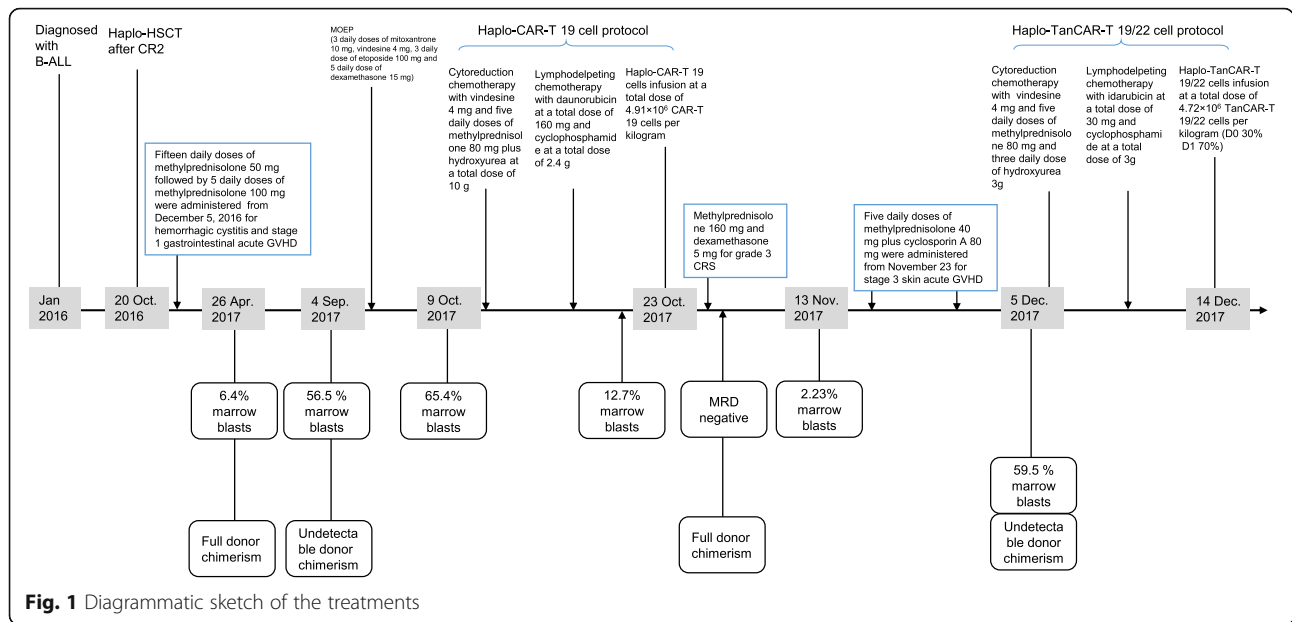 Diagnosed
with
B-ALL
Haplo-HSCT
after CR2
MOEP
(3 daily doses of mitoxantrone
10 mg, vindesine 4 mg, 3 daily
dose of etoposide 100 mg and
5 daily dose of
dexamethasone 15 mg)
Haplo-CAR-T 19 cell protocol
Cytoreduction
chemotherapy
with vindesine
4 mg and five
daily doses of
methylprednisol
one 80 mg plus
hydroxyurea at
a total dose of
10 g
Lymphodelpeting
chemotherapy
with daunorubicin
at a total dose of
160 mg and
cyclophosphamid
e at a total dose
of 2.4 g
Haplo-CAR-T 19
cells infusion at a
total dose of
4.91×10⁶ CAR-T
19 cells per
kilogram
Haplo-TanCAR-T 19/22 cell protocol
Cytoreduction
chemotherapy
with vindesine
4 mg and five
daily doses of
methylprednisolo
ne 80 mg and
three daily dose
of hydroxyurea
3g
Lymphodelpeting
chemotherapy
with idarubicin at
a total dose of
30 mg and
cyclophosphami
de at a total
dose of 3g
Haplo-TanCAR-T
19/22 cells infusion
at a total dose of
4.72×10⁶ TanCAR-T
19/22 cells per
kilogram (D0 30%
D1 70%)
Fifteen daily doses of
methylprednisolone 50 mg
followed by 5 daily doses of
methylprednisolone 100 mg
were administered from
December 5, 2016 for
hemorrhagic cystitis and stage
1 gastrointestinal acute GVHD
Methylprednisolo
ne 160 mg and
dexamethasone
5 mg for grade 3
CRS
Five daily doses of
methylprednisolone 40
mg plus cyclosporin A 80
mg were administered
from November 23 for
stage 3 skin acute GVHD
Jan
2016
20 Oct.
2016
26 Apr.
2017
4 Sep.
2017
9 Oct.
2017
23 Oct.
2017
13 Nov.
2017
5 Dec.
2017
14 Dec.
2017
6.4%
marrow
blasts
56.5 %
marrow
blasts
65.4%
marrow
blasts
12.7%
marrow
blasts
MRD
negative
2.23%
marrow
blasts
59.5 %
marrow
blasts
Full donor
chimerism
Undetecta
ble donor
chimerism
Full donor
chimerism
Undetecta
ble donor
chimerism
Fig. 1 Diagrammatic sketch of the treatments